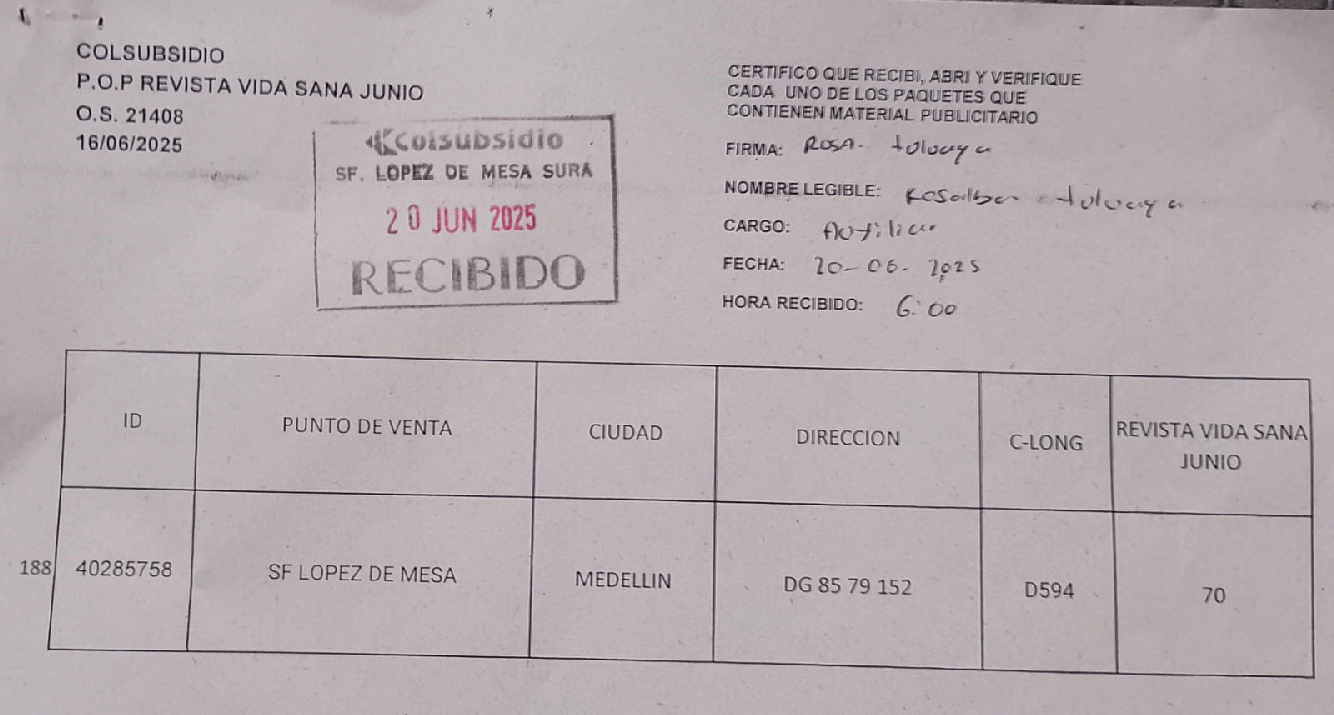 COLSUBSIDIO
P.O.P REVISTA VIDA SANA JUNIO
O.S. 21408
16/06/2025
Colsubsidio
SF. LOPEZ DE MESA SURA
20 JUN 2025
RECIBIDO
CERTIFICO QUE RECIBI, ABRI Y VERIFIQUE
CADA UNO DE LOS PAQUETES QUE
CONTIENEN MATERIAL PUBLICITARIO
FIRMA: Rosa.
NOMBRE LEGIBLE: Rosalba
CARGO:
FECHA: 20-06-2025
HORA RECIBIDO: 6:00
ID PUNTO DE VENTA CIUDAD DIRECCION C-LONG REVISTA VIDA SANA
JUNIO
188 40285758 SF LOPEZ DE MESA MEDELLIN DG 85 79 152 D594 70